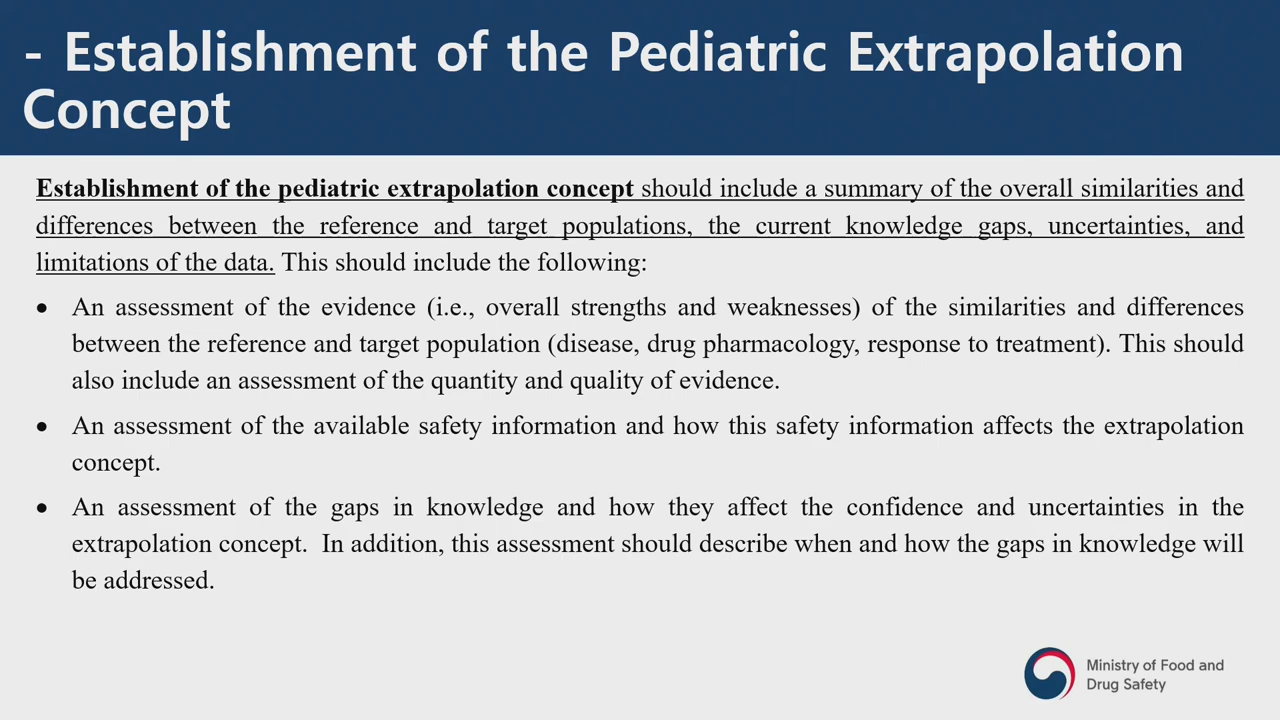 - Establishment of the Pediatric Extrapolation
Concept
Establishment of the pediatric extrapolation concept should include a summary of the overall similarities and
differences between the reference and target populations, the current knowledge gaps, uncertainties, and
limitations of the data. This should include the following:
• An assessment of the evidence (i.e., overall strengths and weaknesses) of the similarities and differences
between the reference and target population (disease, drug pharmacology, response to treatment). This should
also include an assessment of the quantity and quality of evidence.
• An assessment of the available safety information and how this safety information affects the extrapolation
concept.
• An assessment of the gaps in knowledge and how they affect the confidence and uncertainties in the
extrapolation concept.  In addition, this assessment should describe when and how the gaps in knowledge will
be addressed.
Ministry of Food and
Drug Safety